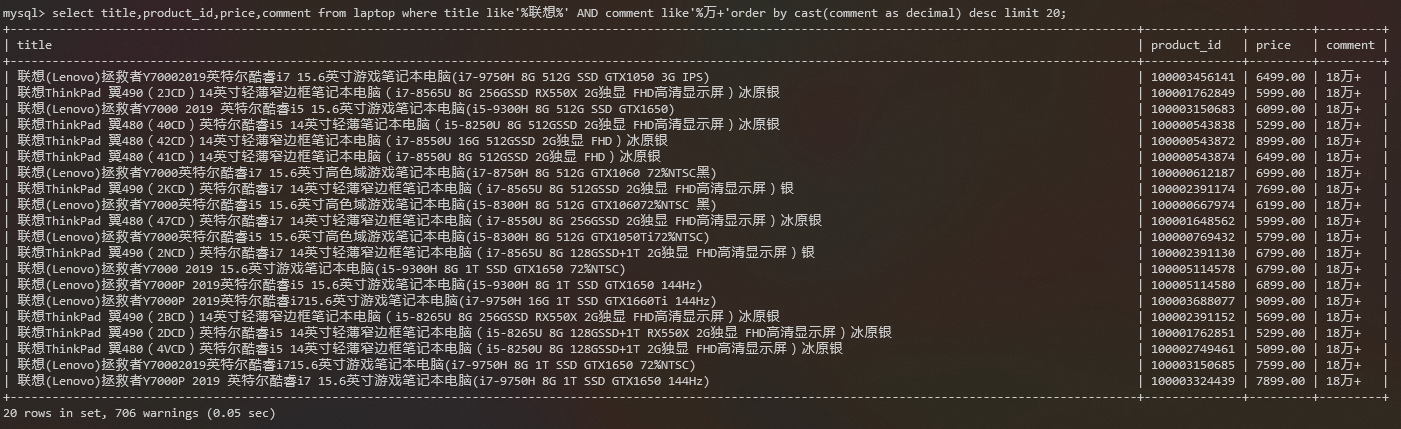 mysql> select title,product_id,price,comment from laptop where title like'%联想%' AND comment like'%万+'order by cast(comment as decimal) desc limit 20;
| title | product_id | price | comment |
| 联想(Lenovo)拯救者Y70002019英特尔酷睿i7 15.6英寸游戏笔记本电脑(i7-9750H 8G 512G SSD GTX1050 3G IPS) | 100003456141 | 6499.00 | 18万+ |
| 联想ThinkPad 翼490（2JCD）14英寸轻薄窄边框笔记本电脑（i7-8565U 8G 256GSSD RX550X 2G独显 FHD高清显示屏）冰原银 | 100001762849 | 5999.00 | 18万+ |
| 联想(Lenovo)拯救者Y7000 2019 英特尔酷睿i5 15.6英寸游戏笔记本电脑(i5-9300H 8G 512G SSD GTX1650) | 100003150683 | 6099.00 | 18万+ |
| 联想ThinkPad 翼480（40CD）英特尔酷睿i5 14英寸轻薄笔记本电脑（i5-8250U 8G 512GSSD 2G独显 FHD高清显示屏）冰原银 | 100000543838 | 5299.00 | 18万+ |
| 联想ThinkPad 翼480（42CD）14英寸轻薄窄边框笔记本电脑（i7-8550U 16G 512GSSD 2G独显 FHD）冰原银 | 100000543872 | 8999.00 | 18万+ |
| 联想ThinkPad 翼480（41CD）14英寸轻薄窄边框笔记本电脑（i7-8550U 8G 512GSSD 2G独显 FHD）冰原银 | 100000543874 | 6499.00 | 18万+ |
| 联想(Lenovo)拯救者Y7000英特尔酷睿i7 15.6英寸高色域游戏笔记本电脑(i7-8750H 8G 512G GTX1060 72%NTSC黑) | 100000612187 | 6999.00 | 18万+ |
| 联想ThinkPad 翼490（2KCD）英特尔酷睿i7 14英寸轻薄窄边框笔记本电脑（i7-8565U 8G 512GSSD 2G独显 FHD高清显示屏）银 | 100002391174 | 7699.00 | 18万+ |
| 联想(Lenovo)拯救者Y7000英特尔酷睿i5 15.6英寸高色域游戏笔记本电脑(i5-8300H 8G 512G GTX106072%NTSC 黑) | 100000667974 | 6199.00 | 18万+ |
| 联想ThinkPad 翼480（47CD）英特尔酷睿i7 14英寸轻薄窄边框笔记本电脑（i7-8550U 8G 256GSSD 2G独显 FHD高清显示屏）冰原银 | 100001648562 | 5999.00 | 18万+ |
| 联想(Lenovo)拯救者Y7000英特尔酷睿i5 15.6英寸高色域游戏笔记本电脑(i5-8300H 8G 512G GTX1050Ti72%NTSC) | 100000769432 | 5799.00 | 18万+ |
| 联想ThinkPad 翼490（2NCD）英特尔酷睿i7 14英寸轻薄窄边框笔记本电脑（i7-8565U 8G 128GSSD+1T 2G独显 FHD高清显示屏）银 | 100002391130 | 6799.00 | 18万+ |
| 联想(Lenovo)拯救者Y7000 2019 15.6英寸游戏笔记本电脑(i5-9300H 8G 1T SSD GTX1650 72%NTSC) | 100005114578 | 6799.00 | 18万+ |
| 联想(Lenovo)拯救者Y7000P 2019英特尔酷睿i5 15.6英寸游戏笔记本电脑(i5-9300H 8G 1T SSD GTX1650 144Hz) | 100005114580 | 6899.00 | 18万+ |
| 联想(Lenovo)拯救者Y7000P 2019英特尔酷睿i715.6英寸游戏笔记本电脑(i7-9750H 16G 1T SSD GTX1660Ti 144Hz) | 100003688077 | 9099.00 | 18万+ |
| 联想ThinkPad 翼490（2BCD）14英寸轻薄窄边框笔记本电脑（i5-8265U 8G 256GSSD RX550X 2G独显 FHD高清显示屏）冰原银 | 100002391152 | 5699.00 | 18万+ |
| 联想ThinkPad 翼490（2DCD）英特尔酷睿i5 14英寸轻薄窄边框笔记本电脑（i5-8265U 8G 128GSSD+1T RX550X 2G独显 FHD高清显示屏）冰原银 | 100001762851 | 5299.00 | 18万+ |
| 联想ThinkPad 翼480（4VCD）英特尔酷睿i5 14英寸轻薄窄边框笔记本电脑（i5-8250U 8G 128GSSD+1T 2G独显 FHD高清显示屏）冰原银 | 100002749461 | 5099.00 | 18万+ |
| 联想(Lenovo)拯救者Y70002019英特尔酷睿i715.6英寸游戏笔记本电脑(i7-9750H 8G 1T SSD GTX1650 72%NTSC) | 100003150685 | 7599.00 | 18万+ |
| 联想(Lenovo)拯救者Y7000P 2019 英特尔酷睿i7 15.6英寸游戏笔记本电脑(i7-9750H 8G 1T SSD GTX1650 144Hz) | 100003324439 | 7899.00 | 18万+ |
20 rows in set, 706 warnings (0.05 sec)